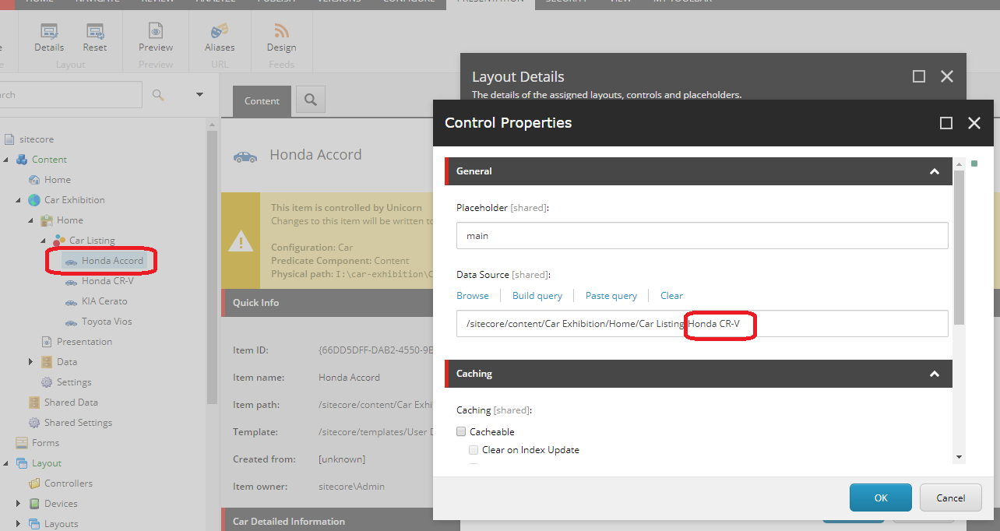 HOME NAVIGATE REVIEW ANALYZE PUBLISH VERSIONS CONFIGURE PRESENTATION SECURITY VIEW MY TOOLBAR
Details Reset Preview Aliases Design
Layout Preview URL Feeds
Content
sitecore
Content
Home
Car Exhibition
Home
Car Listing
Honda Accord
Honda CR-V
KIA Cerato
Toyota Vios
Presentation
Data
Settings
Shared Data
Shared Settings
Forms
Layout
Controllers
Devices
Layouts
Honda Accord
This item is controlled by Unicorn
Changes to this item will be written to
Configuration: Car
Predicate Component: Content
Physical path: I:\car-exhibition\C
Quick Info
Item ID: {66DD5DFF-DAB2-4550-9E
Item name: Honda Accord
Item path: /sitecore/content/Car Exhi
Template: /sitecore/templates/User D
Created from: [unknown]
Item owner: sitecore\Admin
Car Detailed Information
Layout Details
The details of the assigned layouts, controls and placeholders.
Control Properties
General
Placeholder [shared]:
main
Data Source [shared]:
Browse Build query Paste query Clear
/sitecore/content/Car Exhibition/Home/Car Listing/Honda CR-V
Caching
Caching [shared]:
Cacheable
Clear on Index Update
OK Cancel